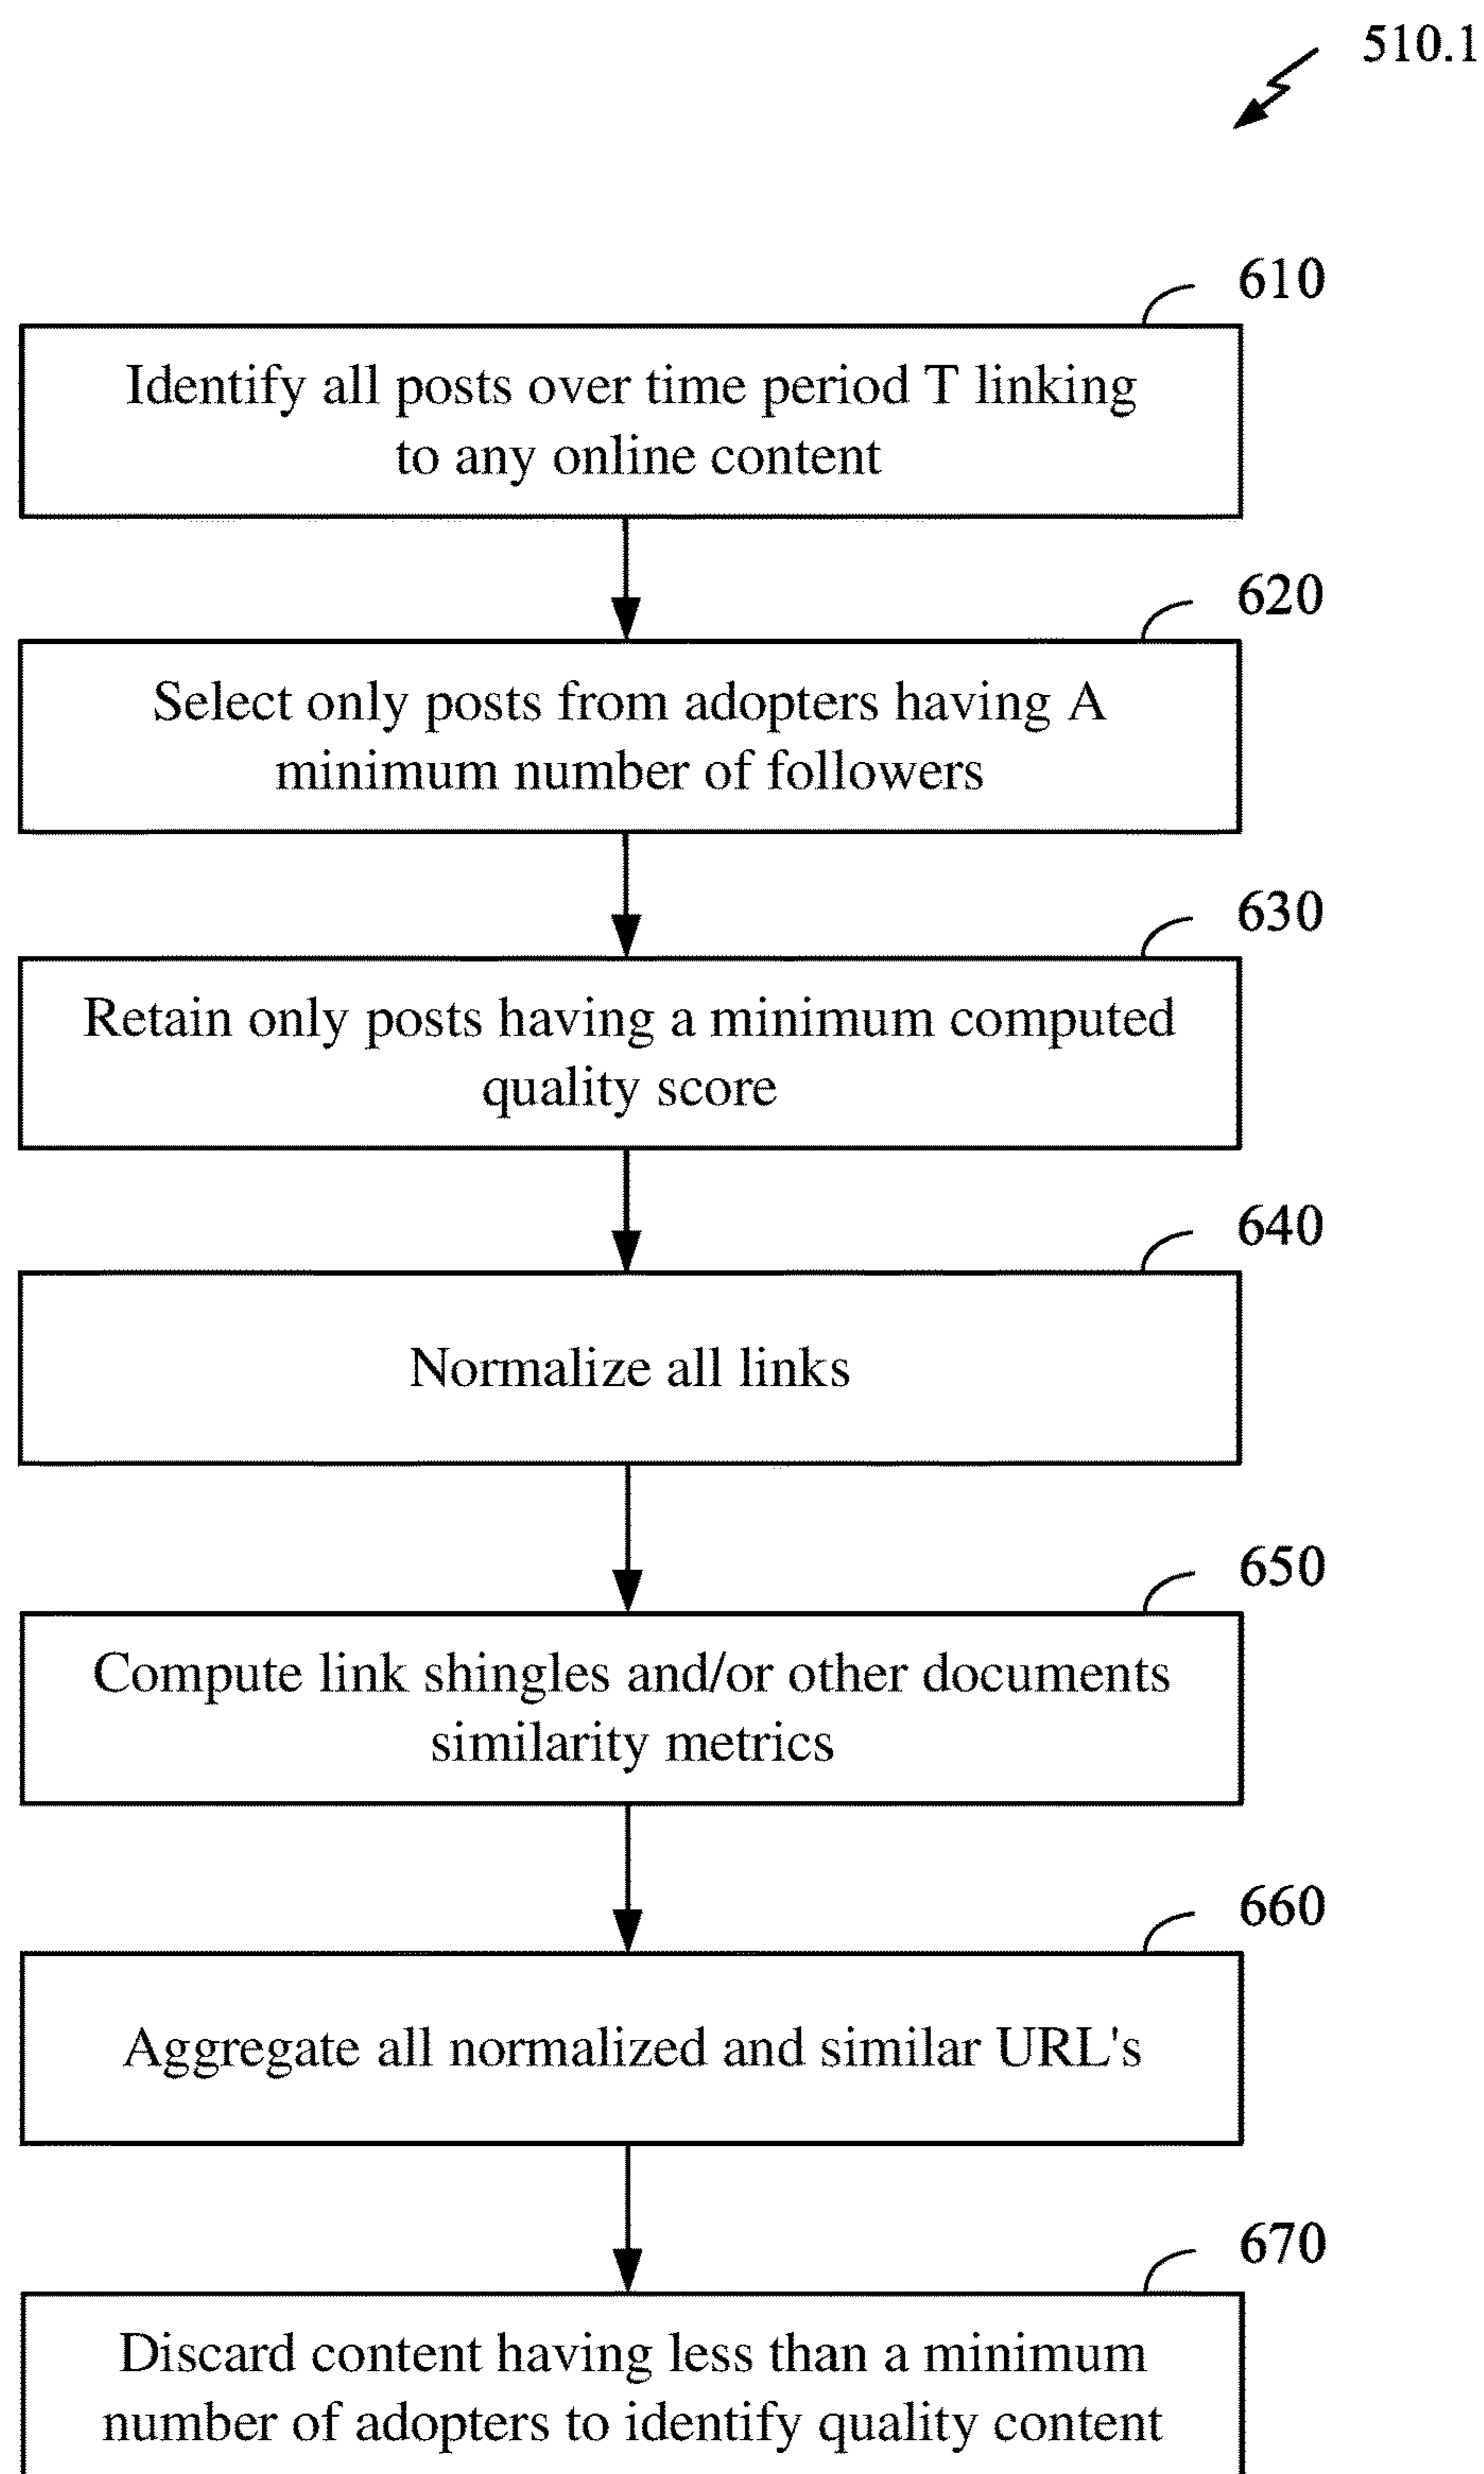 510.1
610
Identify all posts over time period T linking
to any online content
620
Select only posts from adopters having A
minimum number of followers
630
Retain only posts having a minimum computed
quality score
640
Normalize all links
650
Compute link shingles and/or other documents
similarity metrics
660
Aggregate all normalized and similar URL's
670
Discard content having less than a minimum
number of adopters to identify quality content